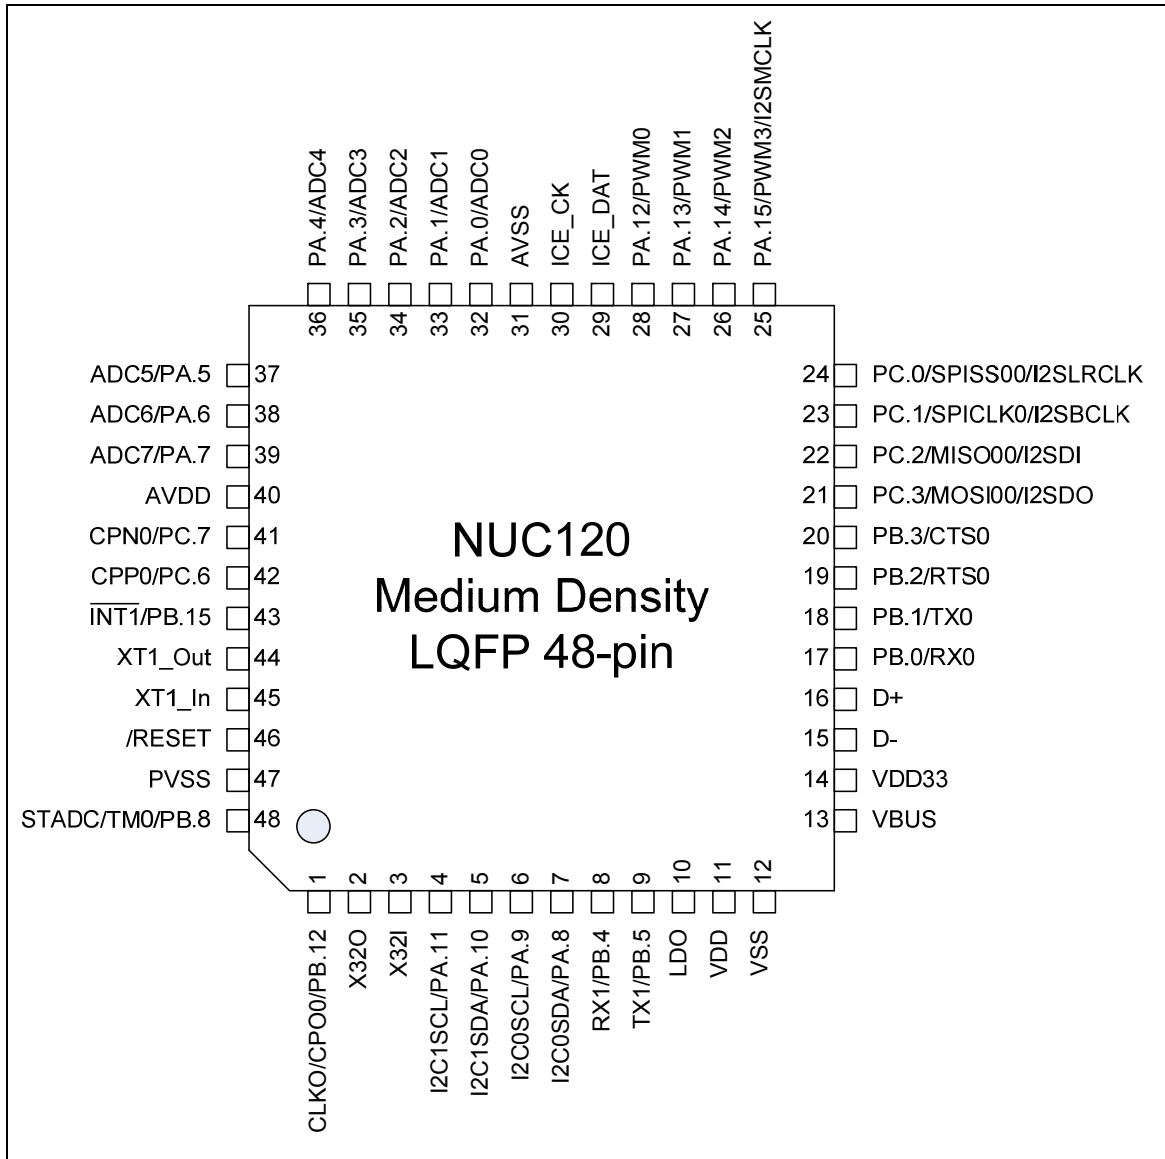 PA.4/ADC4
PA.3/ADC3
PA.2/ADC2
PA.1/ADC1
PA.0/ADC0
AVSS
ICE_CK
ICE_DAT
PA.12/PWM0
PA.13/PWM1
PA.14/PWM2
PA.15/PWM3/I2SMCLK
36
35
34
33
32
31
30
29
28
27
26
25
ADC5/PA.5 37
ADC6/PA.6 38
ADC7/PA.7 39
AVDD 40
CPN0/PC.7 41
CPP0/PC.6 42
INT1/PB.15 43
XT1_Out 44
XT1_In 45
/RESET 46
PVSS 47
STADC/TM0/PB.8 48
NUC120
Medium Density
LQFP 48-pin
24 PC.0/SPISS00/I2SLRCLK
23 PC.1/SPICLK0/I2SBCLK
22 PC.2/MISO00/I2SDI
21 PC.3/MOSI00/I2SDO
20 PB.3/CTS0
19 PB.2/RTS0
18 PB.1/TX0
17 PB.0/RX0
16 D+
15 D-
14 VDD33
13 VBUS
1
2
3
4
5
6
7
8
9
10
11
12
CLKO/CPO0/PB.12
X32O
X32I
I2C1SCL/PA.11
I2C1SDA/PA.10
I2C0SCL/PA.9
I2C0SDA/PA.8
RX1/PB.4
TX1/PB.5
LDO
VDD
VSS